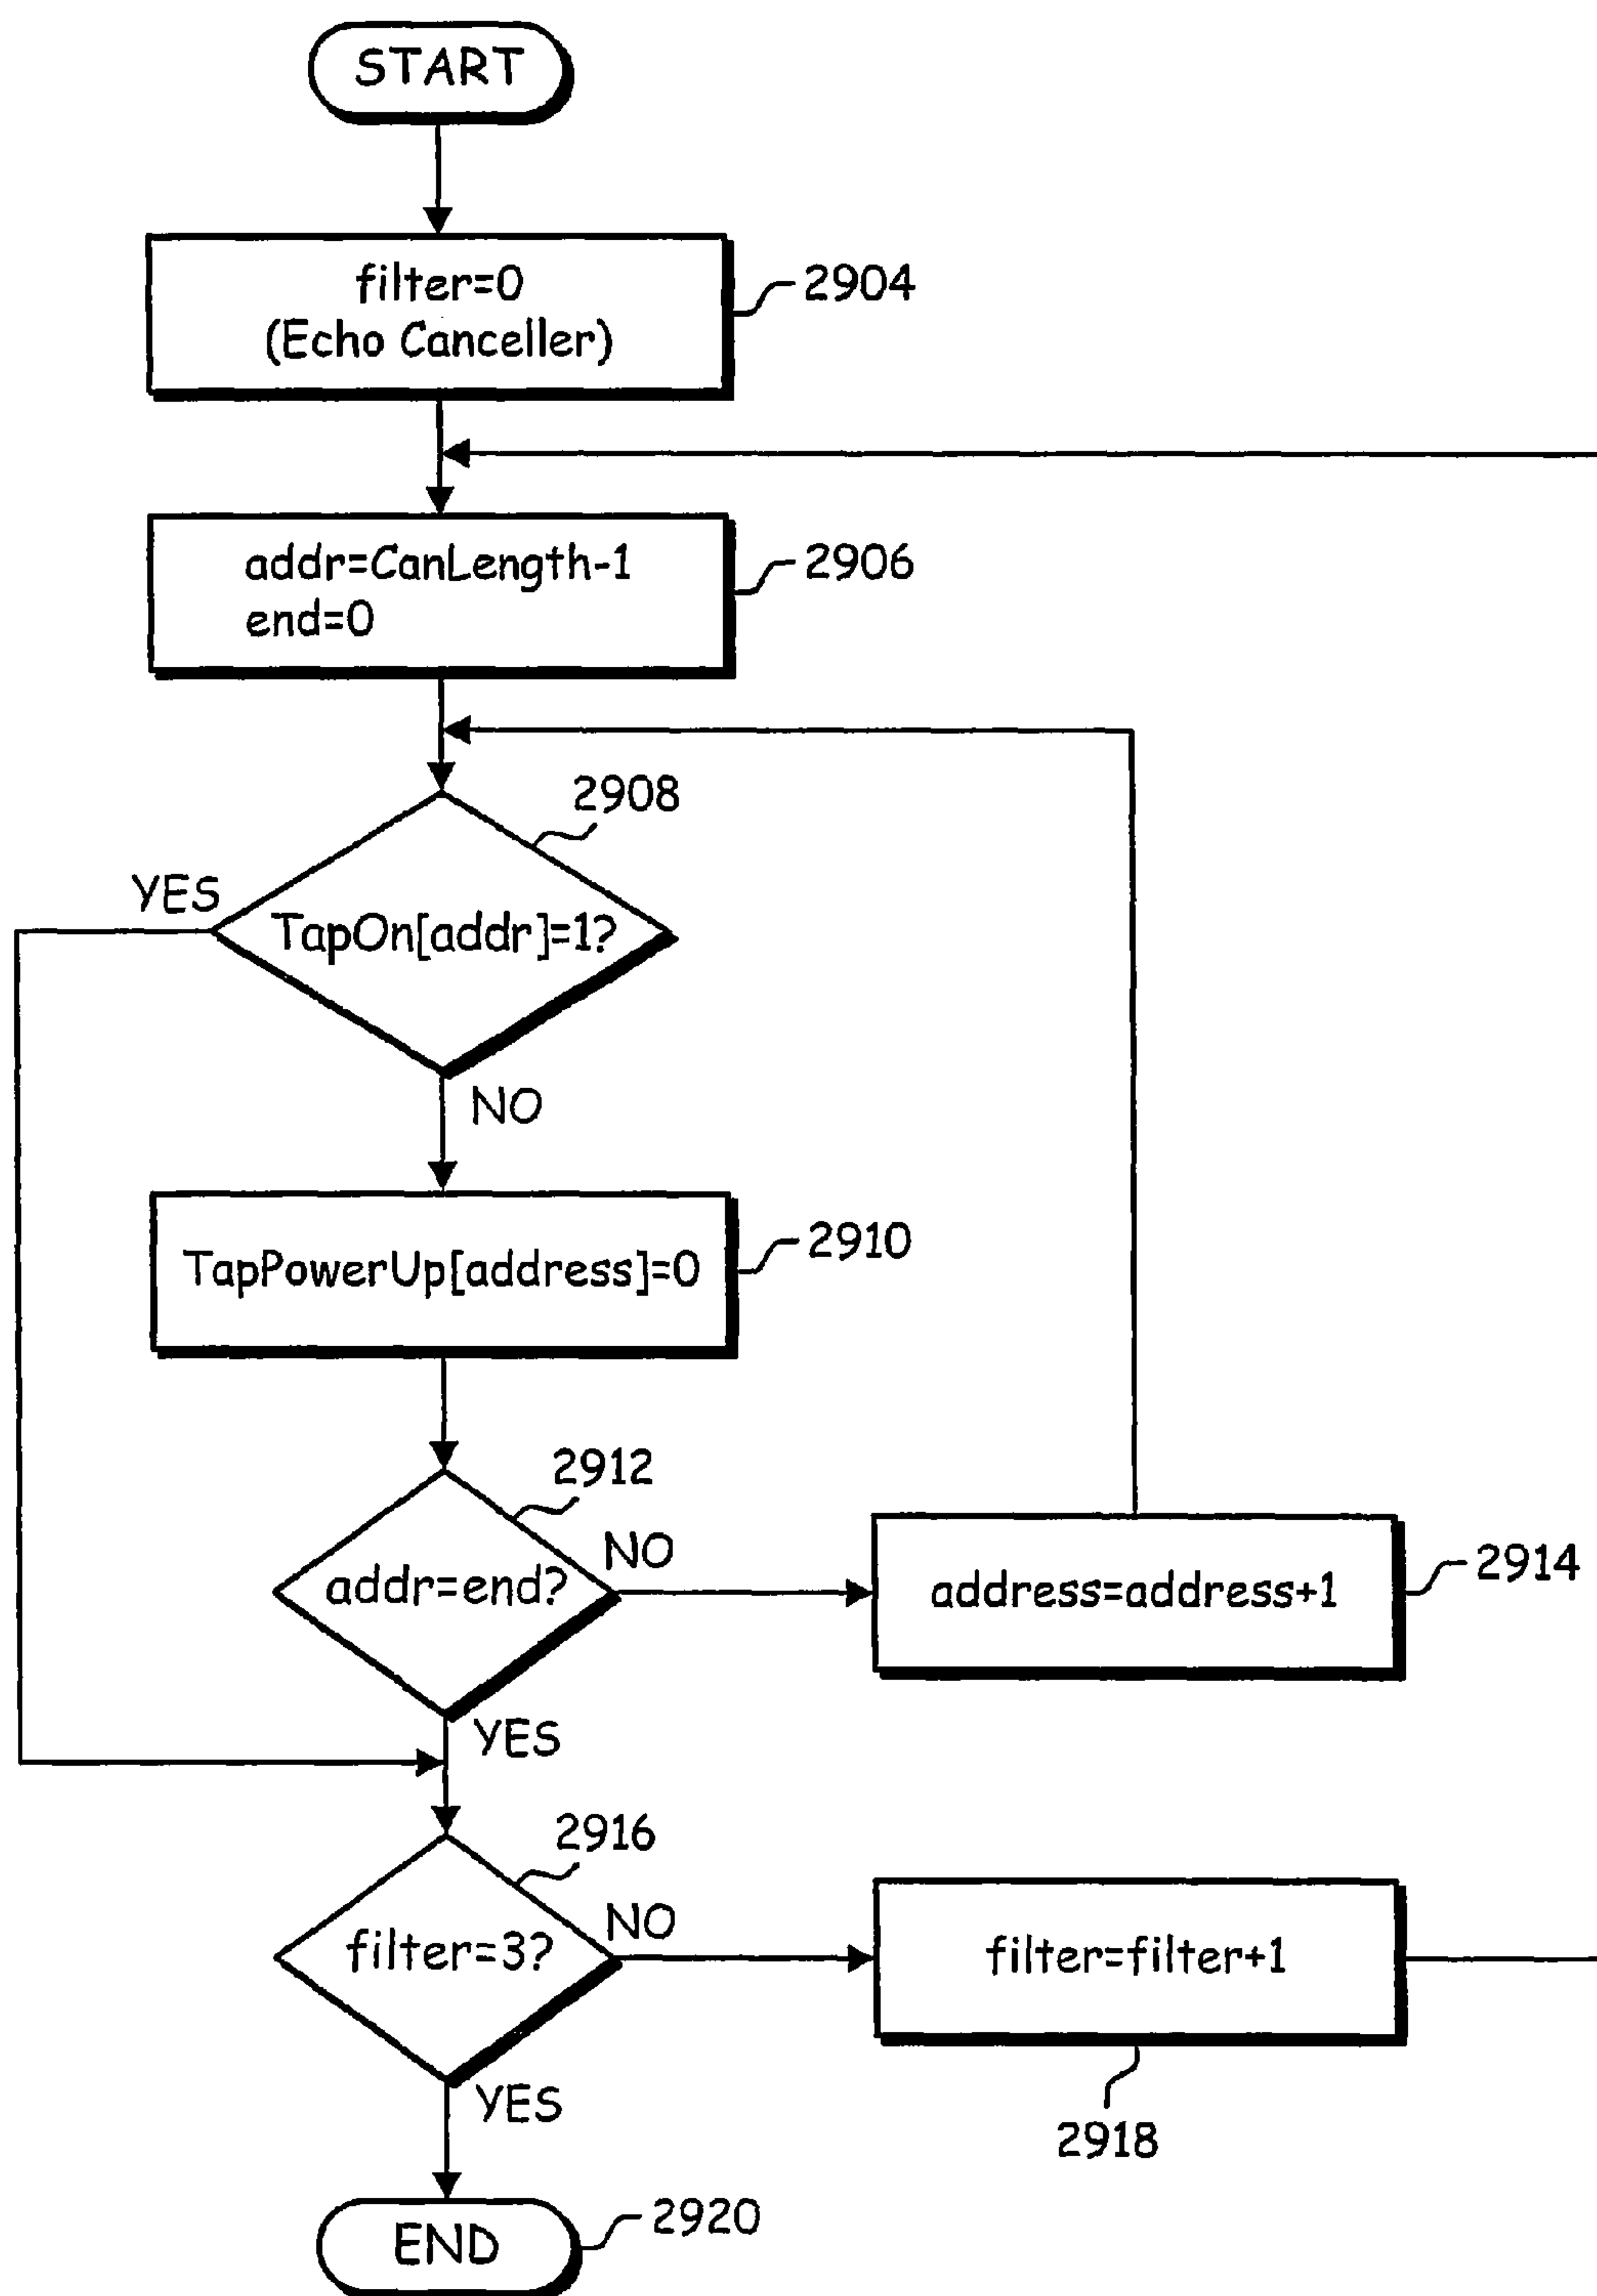 START
filter=0
(Echo Canceller)
2904
addr=CanLength-1
end=0
2906
2908
YES
TapOn[addr]=1?
NO
TapPowerUp[address]=0
2910
2912
addr=end?
NO
address=address+1
2914
YES
2916
filter=3?
NO
filter=filter+1
2918
YES
END
2920